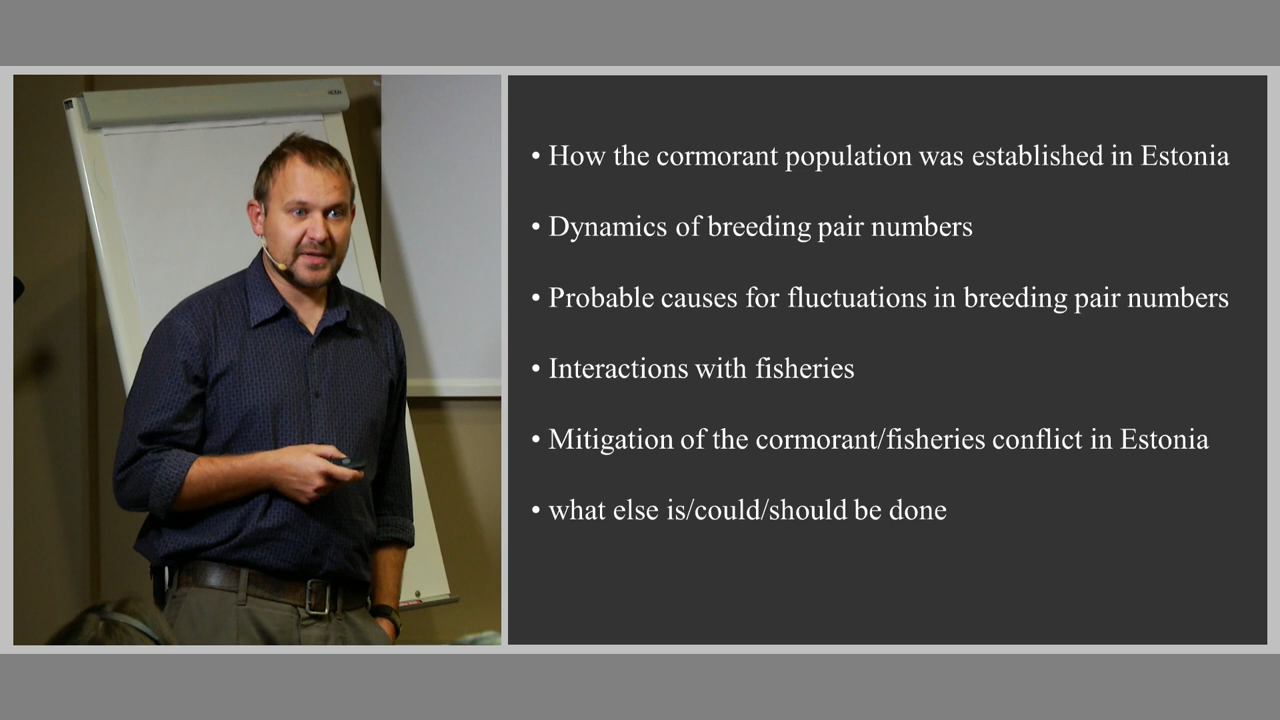 • How the cormorant population was established in Estonia
• Dynamics of breeding pair numbers
• Probable causes for fluctuations in breeding pair numbers
• Interactions with fisheries
• Mitigation of the cormorant/fisheries conflict in Estonia
• what else is/could/should be done